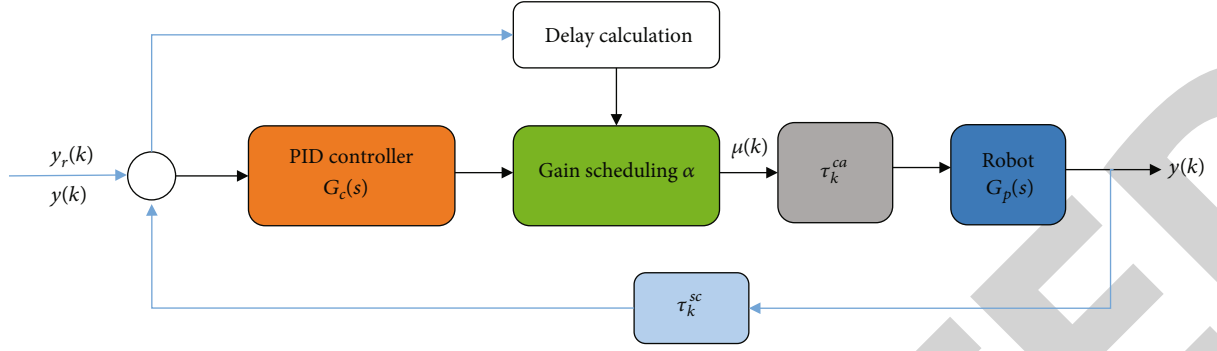 Delay calculation
y_r(k)
y(k)
PID controller
G_c(s)
Gain scheduling α
μ(k)
τ_k^{ca}
Robot
G_p(s)
y(k)
τ_k^{sc}